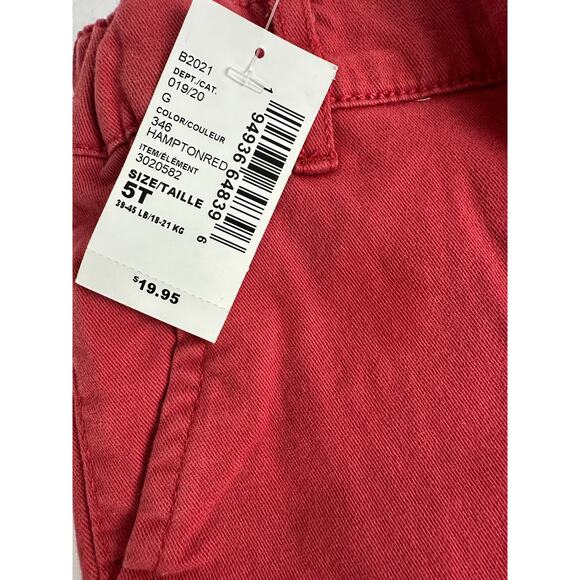 B2021
DEPT./CAT.
019/20
G
COLOR/COULEUR
346
HAMPTONRED
ITEM/ÉLÉMENT
3020582
SIZE/TAILLE
5T
39-45 LB/18-21 KG
1 94936 64839 6
$19.95